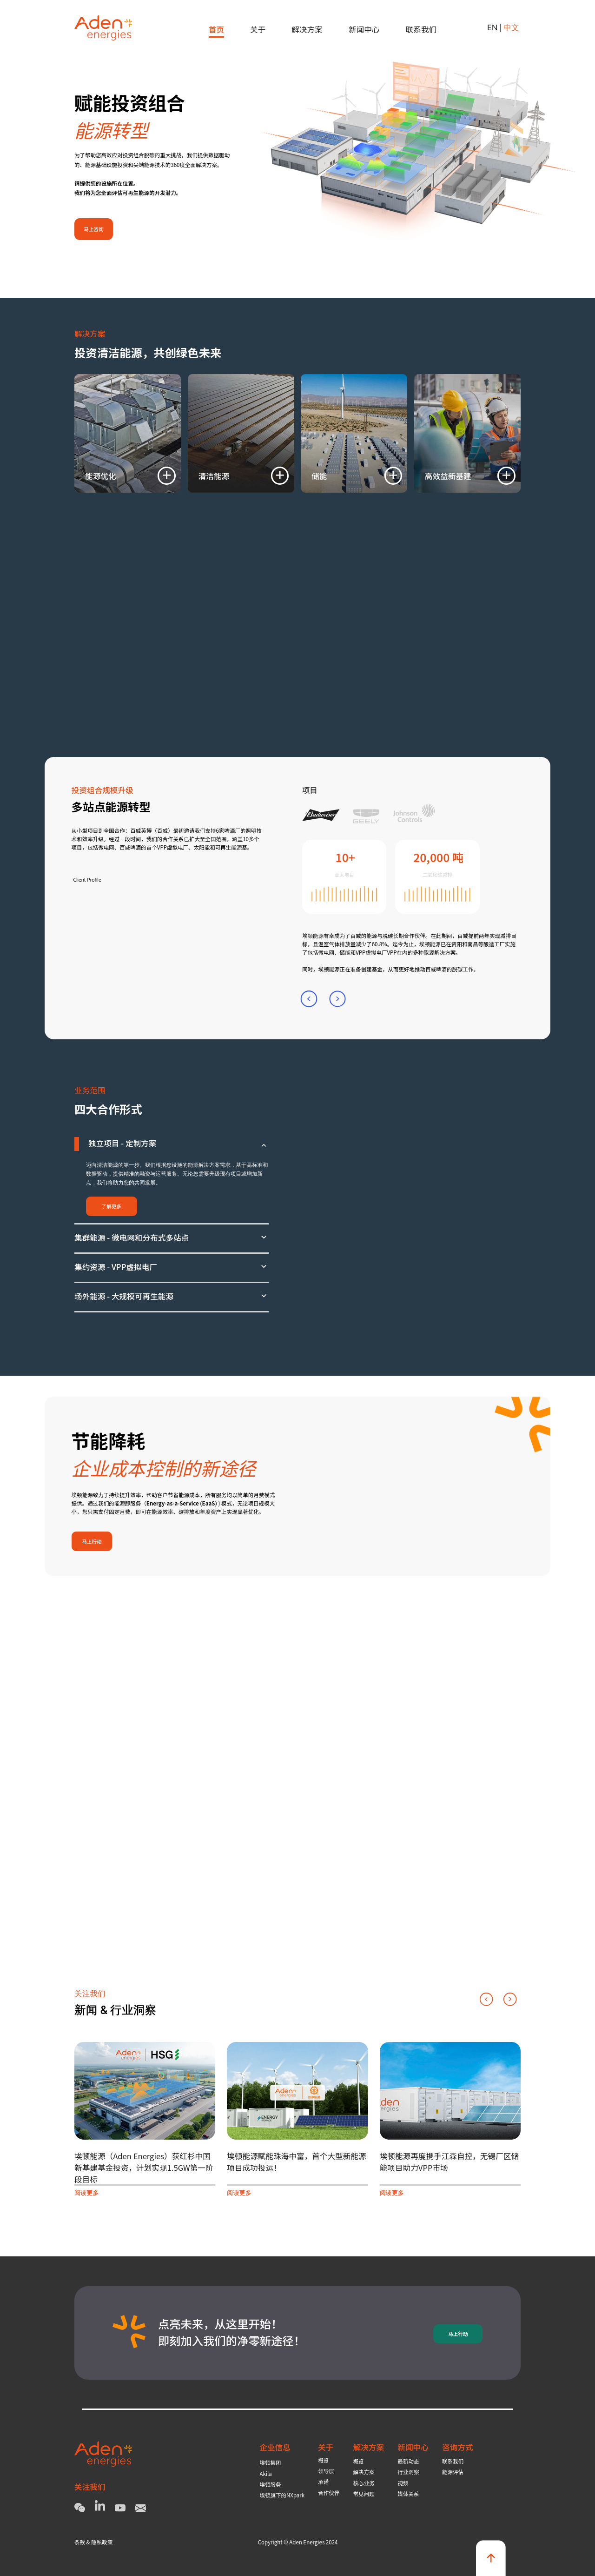 Aden
energies
首页 关于 解决方案 新闻中心 联系我们
EN | 中文
赋能投资组合
能源转型
为了帮助您高效应对投资组合脱碳的重大挑战，我们提供数据驱动
的、能源基础设施投资和尖端能源技术的360度全面解决方案。
请提供您的设施所在位置，
我们将为您全面评估可再生能源的开发潜力。
马上咨询
解决方案
投资清洁能源，共创绿色未来
能源优化
清洁能源
储能
高效益新基建
投资组合规模升级
多站点能源转型
从小型项目到全国合作：百威英博（百威）最初邀请我们支持6家啤酒厂的照明技
术和效率升级。经过一段时间，我们的合作关系已扩大至全国范围，涵盖10多个
项目，包括微电网、百威啤酒的首个VPP虚拟电厂、太阳能和可再生能源基。
Client Profile
项目
Budweiser
GEELY
Johnson
Controls
10+
20,000 吨
二氧化碳减排
埃顿能源有幸成为了百威的能源与脱碳长期合作伙伴。在此期间，百威提前两年实现减排目
标，且温室气体排放量减少了60.8%。迄今为止，埃顿能源已在资阳和南昌等酿造工厂实施
了包括微电网、储能和VPP虚拟电厂VPP在内的多种能源解决方案。
同时，埃顿能源正在准备创建基金，从而更好地推动百威啤酒的脱碳工作。
业务范围
四大合作形式
独立项目 - 定制方案
迈向清洁能源的第一步。我们根据您设施的能源解决方案需求，基于高标准和
数据驱动，提供精准的融资与运营服务。无论您需要升级现有项目或增加新
点，我们将助力您的共同发展。
了解更多
集群能源 - 微电网和分布式多站点
集约资源 - VPP虚拟电厂
场外能源 - 大规模可再生能源
节能降耗
企业成本控制的新途径
埃顿能源致力于持续提升效率，帮助客户节省能源成本，所有服务均以简单的月费模式
提供。通过我们的能源即服务（Energy-as-a-Service (EaaS) ) 模式，无论项目规模大
小，您只需支付固定月费，即可在能源效率、碳排放和年度资产上实现显著优化。
马上行动
关注我们
新闻 & 行业洞察
Aden
energies
HSG
Aden
ENERGY
Aden
energies
埃顿能源（Aden Energies）获红杉中国
新基建基金投资，计划实现1.5GW第一阶
段目标
阅读更多
埃顿能源赋能珠海中富，首个大型新能源
项目成功投运！
阅读更多
埃顿能源再度携手江森自控，无锡厂区储
能项目助力VPP市场
阅读更多
点亮未来，从这里开始！
即刻加入我们的净零新途径！
马上行动
Aden
energies
关注我们
企业信息
埃顿集团
Akila
埃顿服务
埃顿旗下的NXpark
关于
概览
领导层
承诺
合作伙伴
解决方案
概览
解决方案
核心业务
常见问题
新闻中心
最新动态
行业洞察
视频
媒体关系
咨询方式
联系我们
能源评估
条款 & 隐私政策
Copyright © Aden Energies 2024